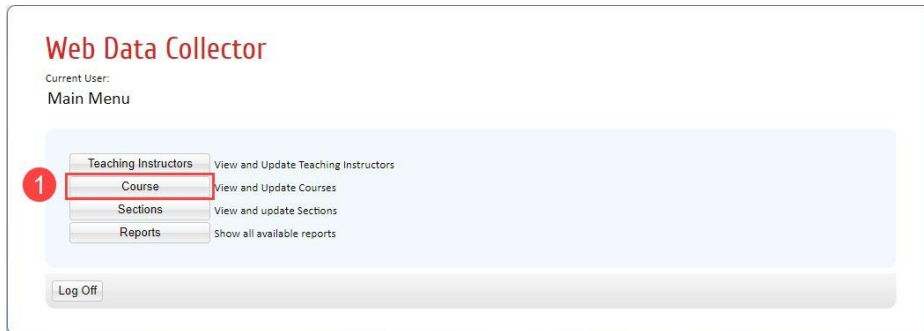 Web Data Collector
Current User:
Main Menu
Teaching Instructors View and Update Teaching Instructors
1 Course View and Update Courses
Sections View and update Sections
Reports Show all available reports
Log Off